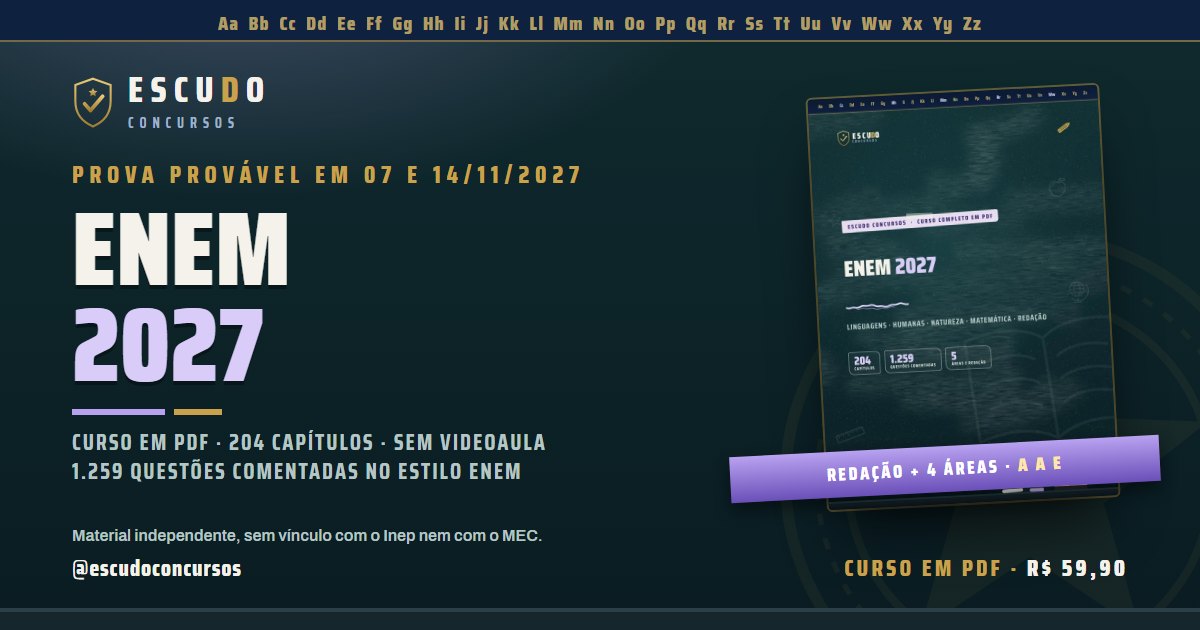 Aa Bb Cc Dd Ee Ff Gg Hh Ii Jj Kk Ll Mm Nn Oo Pp Qq Rr Ss Tt Uu Vv Ww Xx Yy Zz
ESCUDO
CONCURSOS
PROVA PROVÁVEL EM 07 E 14/11/2027
ENEM
2027
CURSO EM PDF · 204 CAPÍTULOS · SEM VIDEOAULA
1.259 QUESTÕES COMENTADAS NO ESTILO ENEM
Material independente, sem vínculo com o Inep nem com o MEC.
@escudoconcursos
ESCUDO
CONCURSOS
ESCUDO CONCURSOS · CURSO COMPLETO EM PDF
ENEM 2027
LINGUAGENS · HUMANAS · NATUREZA · MATEMÁTICA · REDAÇÃO
204 1.259 5
CAPÍTULOS QUESTÕES COMENTADAS ÁREAS E REDAÇÃO
REDAÇÃO + 4 ÁREAS · A A E
CURSO EM PDF · R$ 59,90